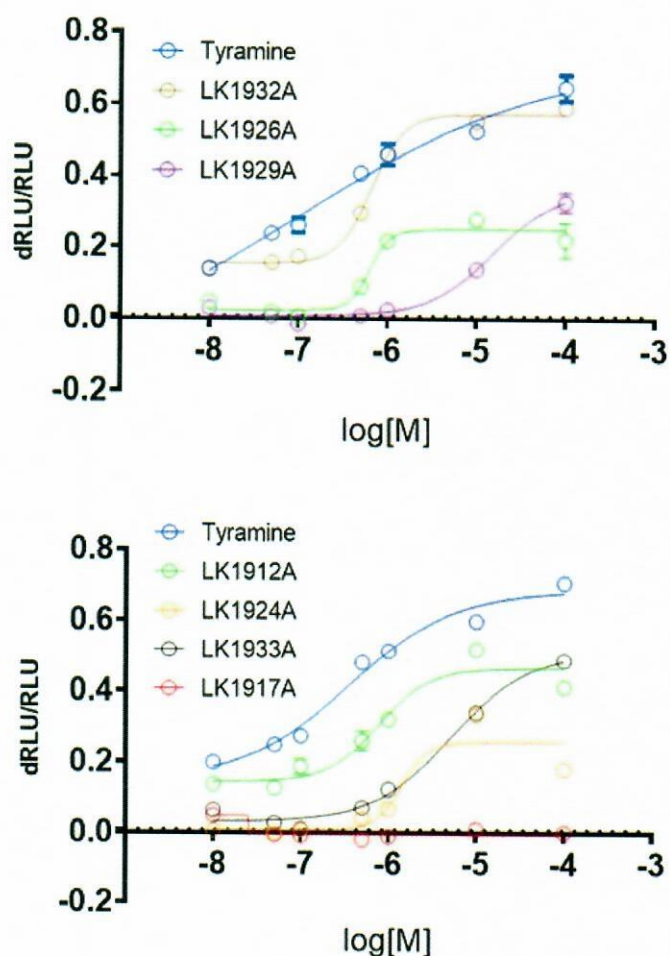 0.8
Tyramine
LK1932A
0.6
LK1926A
LK1929A
0.4
dRLU/RLU
0.2
0.0
-8 -7 -6 -5 -4 -3
-0.2
log[M]
Tyramine
0.8
LK1912A
LK1924A
0.6
LK1933A
LK1917A
0.4
dRLU/RLU
0.2
0.0
-8 -7 -6 -5 -4 -3
-0.2
log[M]